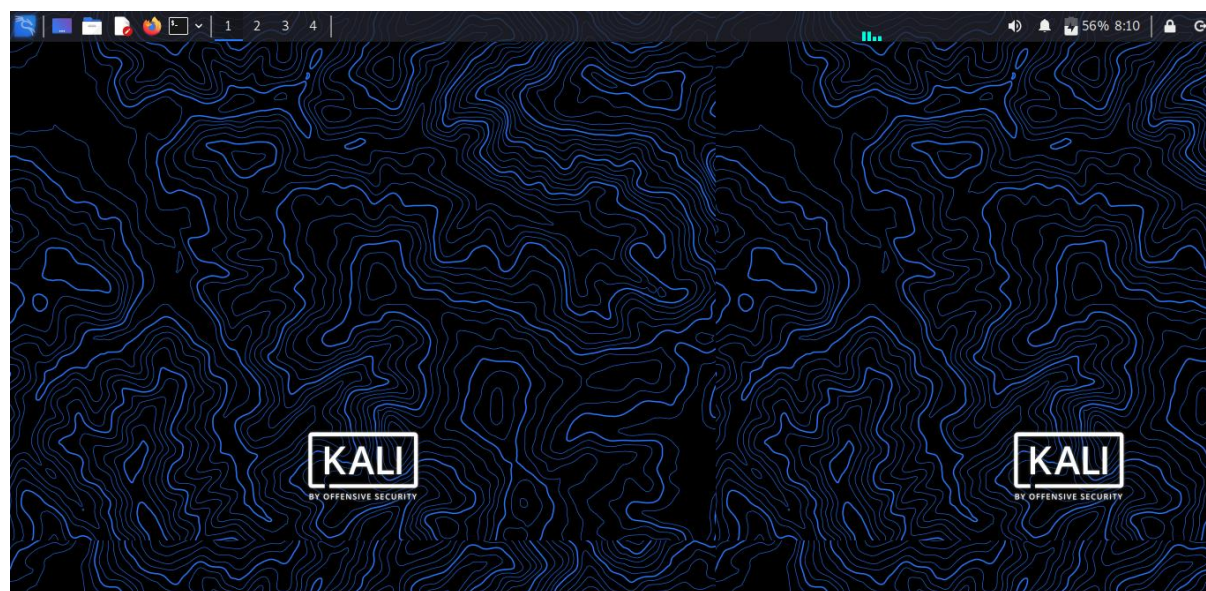 1 2 3 4 56% 8:10
KALI KALI
BY OFFENSIVE SECURITY BY OFFENSIVE SECURITY